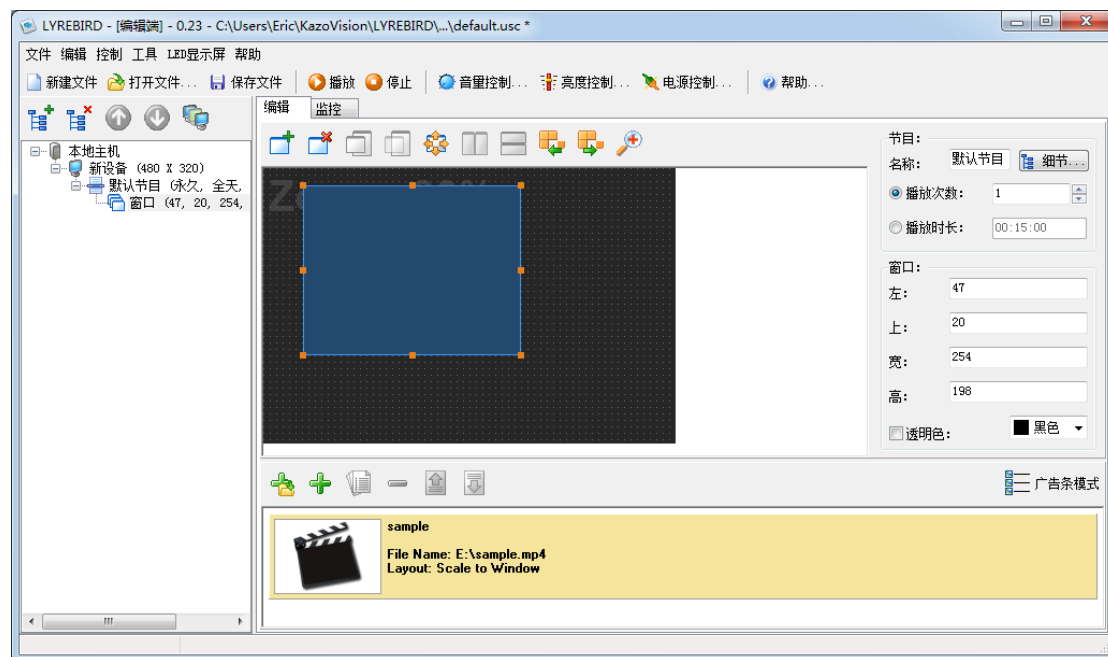 LYREBIRD - [编辑端] - 0.23 - C:\Users\Eric\KazoVision\LYREBIRD\...\default.usc *
文件 编辑 控制 工具 LED显示屏 帮助
新建文件 打开文件... 保存文件 播放 停止 音量控制... 亮度控制... 电源控制... 帮助...
编辑 监控
本地主机
新设备 (480 X 320)
默认节目 (永久, 全天,
窗口 (47, 20, 254,
节目:
名称: 默认节目 细节...
播放次数: 1
播放时长: 00:15:00
窗口:
左: 47
上: 20
宽: 254
高: 198
透明色: 黑色
广告条模式
sample
File Name: E:\sample.mp4
Layout: Scale to Window